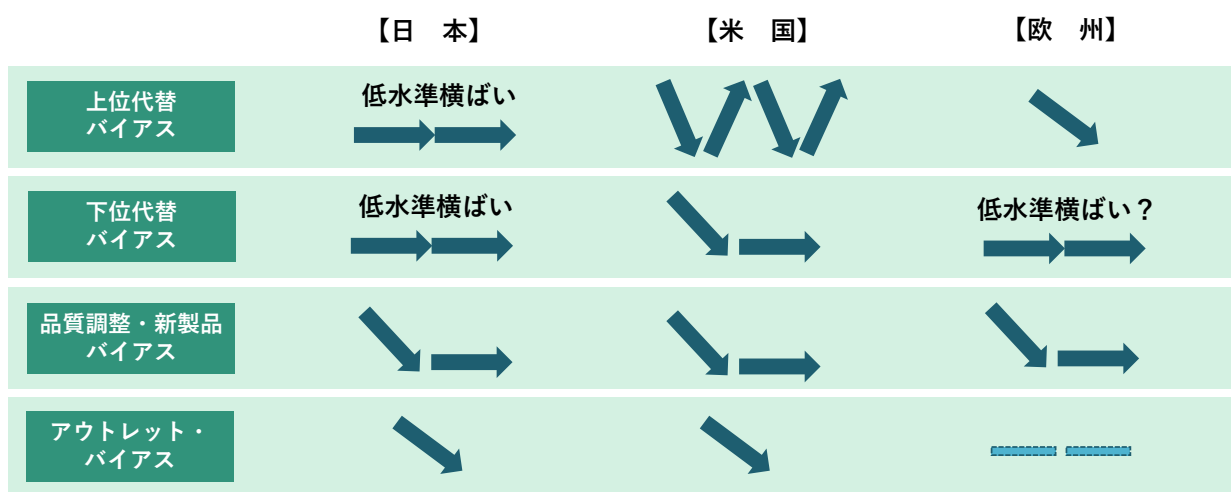 【日　本】
【米　国】
【欧　州】
上位代替
バイアス
低水準横ばい
下位代替
バイアス
低水準横ばい
低水準横ばい？
品質調整・新製品
バイアス
アウトレット・
バイアス